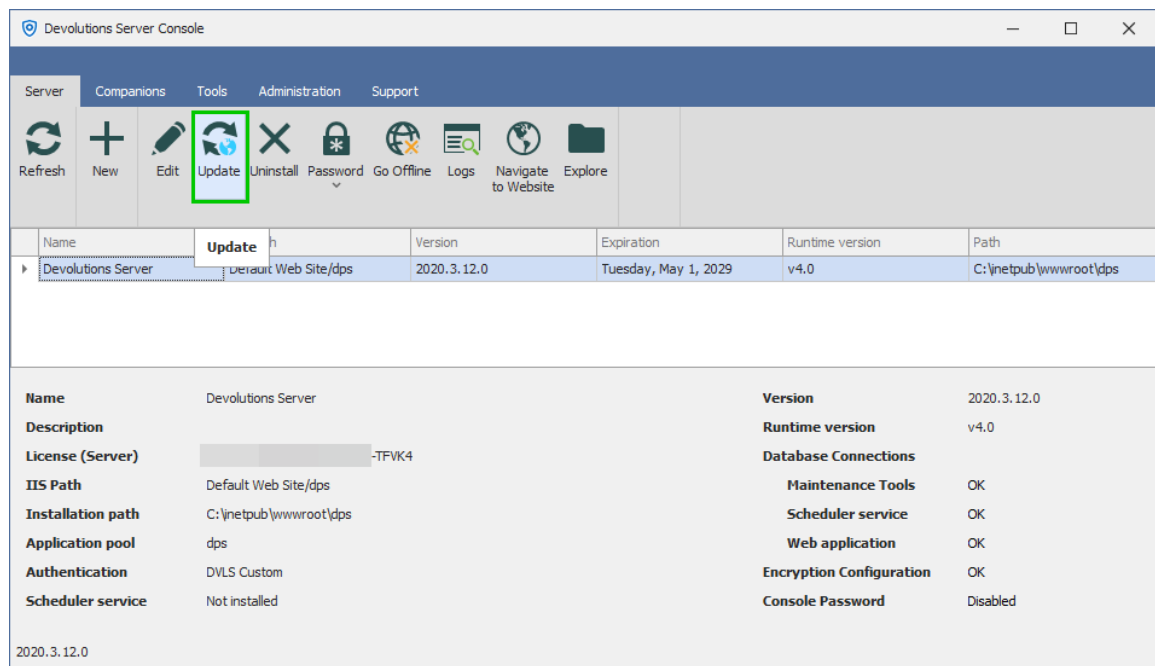 Devolutions Server Console
Server Companions Tools Administration Support
Refresh New Edit Update Uninstall Password Go Offline Logs Navigate to Website Explore
Name Version Expiration Runtime version Path
Update
Devolutions Server Default Web Site/dps 2020.3.12.0 Tuesday, May 1, 2029 v4.0 C:\inetpub\wwwroot\dps
Name Devolutions Server Version 2020.3.12.0
Description Runtime version v4.0
License (Server) -TFVK4 Database Connections
IIS Path Default Web Site/dps Maintenance Tools OK
Installation path C:\inetpub\wwwroot\dps Scheduler service OK
Application pool dps Web application OK
Authentication DVLS Custom Encryption Configuration OK
Scheduler service Not installed Console Password Disabled
2020.3.12.0